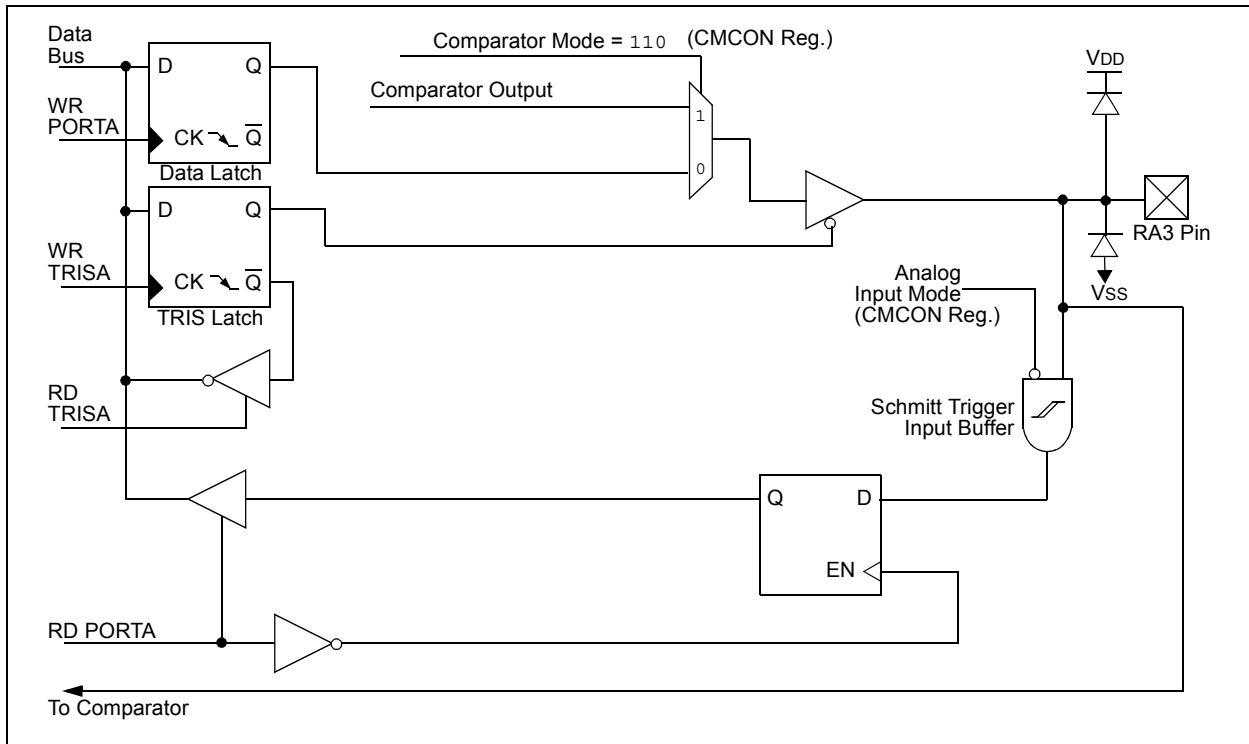 Data
Bus
D Q
WR
PORTA
CK Q̅
Data Latch
Comparator Mode = 110 (CMCON Reg.)
Comparator Output
1
0
VDD
RA3 Pin
VSS
D Q
WR
TRISA
CK Q̅
TRIS Latch
RD
TRISA
Analog
Input Mode
(CMCON Reg.)
Schmitt Trigger
Input Buffer
Q D
EN
RD PORTA
To Comparator